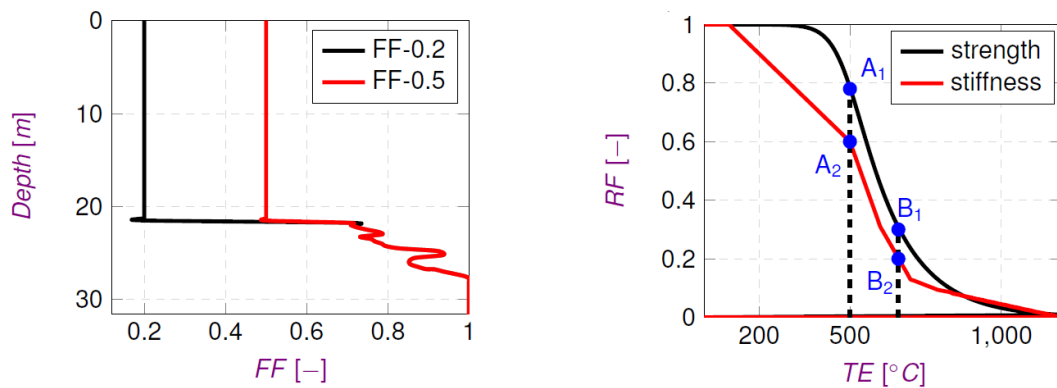 0
10
20
30
Depth [m]
0.2 0.4 0.6 0.8 1
FF [−]
FF-0.2
FF-0.5
1
0.8
0.6
0.4
0.2
0
RF [−]
200 500 1,000
TE [°C]
strength
stiffness
A₁
A₂
B₁
B₂